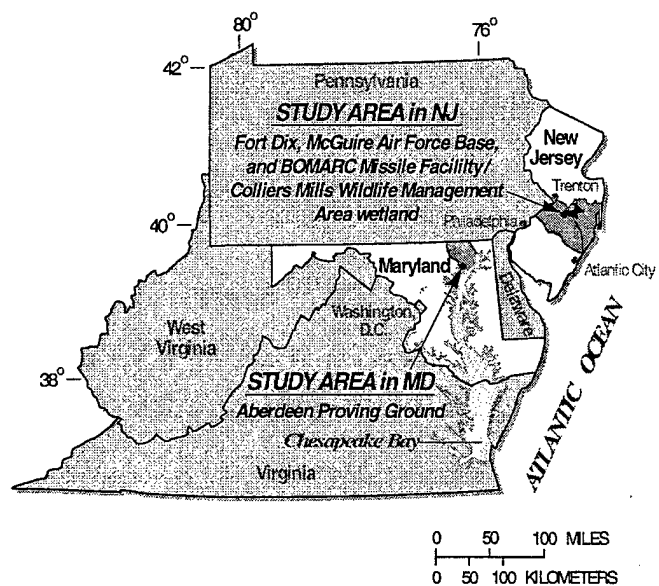 80°
76°
42°
Pennsylvania
STUDY AREA in NJ
Fort Dix, McGuire Air Force Base,
and BOMARC Missile Facililty/
Colliers Mills Wildlife Management
Area wetland
New
Jersey
Trenton
40°
Philadelphia
Maryland
Atlantic City
Delaware
Washington,
D.C.
West
Virginia
38°
STUDY AREA in MD
Aberdeen Proving Ground
Chesapeake Bay
Virginia
ATLANTIC OCEAN
0 50 100 MILES
0 50 100 KILOMETERS